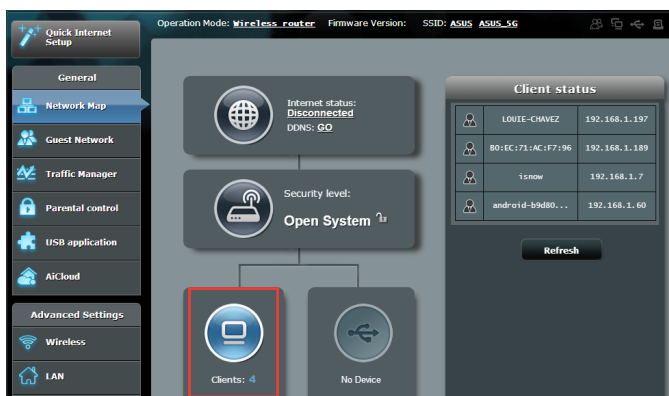 Operation Mode: Wireless router Firmware Version: SSID: ASUS ASUS_5G
Quick Internet
Setup
General
Network Map
Guest Network
Traffic Manager
Parental control
USB application
AiCloud
Advanced Settings
Wireless
LAN
Internet status:
Disconnected
DDNS: GO
Security level:
Open System
Clients: 4
No Device
Client status
LOUIE-CHAVEZ 192.168.1.197
80:EC:71:AC:F7:96 192.168.1.189
isnow 192.168.1.7
android-b9d80... 192.168.1.60
Refresh